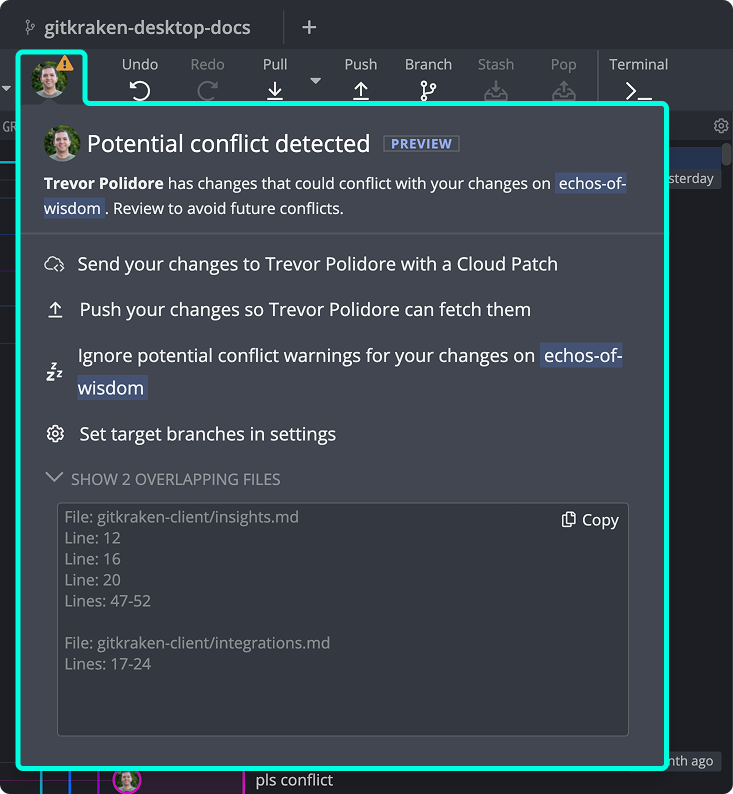 gitkraken-desktop-docs
Undo Redo Pull Push Branch Stash Pop Terminal
GR
Potential conflict detected PREVIEW
Trevor Polidore has changes that could conflict with your changes on echos-of-
wisdom . Review to avoid future conflicts.
sterday
Send your changes to Trevor Polidore with a Cloud Patch
Push your changes so Trevor Polidore can fetch them
Ignore potential conflict warnings for your changes on echos-of-
wisdom
Set target branches in settings
SHOW 2 OVERLAPPING FILES
File: gitkraken-client/insights.md
Copy
Line: 12
Line: 16
Line: 20
Lines: 47-52
File: gitkraken-client/integrations.md
Lines: 17-24
nth ago
pls conflict